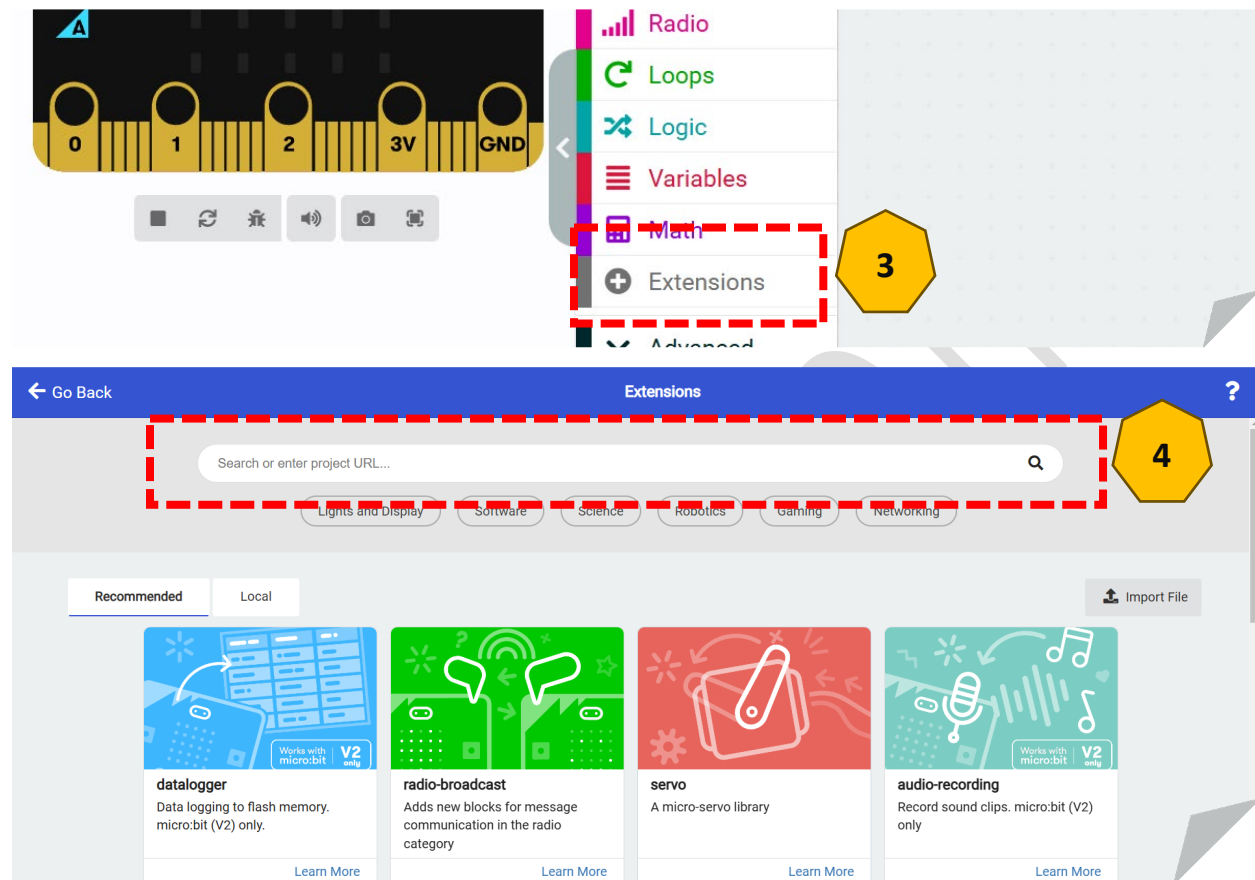 A
0
1
2
3V
GND
Radio
Loops
Logic
Variables
Math
Extensions
Advanced
3
Go Back
Extensions
?
Search or enter project URL...
4
Lights and Display
Software
Science
Robotics
Gaming
Networking
Recommended
Local
Import File
Works with micro:bit
V2 only
datalogger
Data logging to flash memory.
micro:bit (V2) only.
Learn More
radio-broadcast
Adds new blocks for message
communication in the radio
category
Learn More
servo
A micro-servo library
Learn More
Works with micro:bit
V2 only
audio-recording
Record sound clips. micro:bit (V2)
only
Learn More